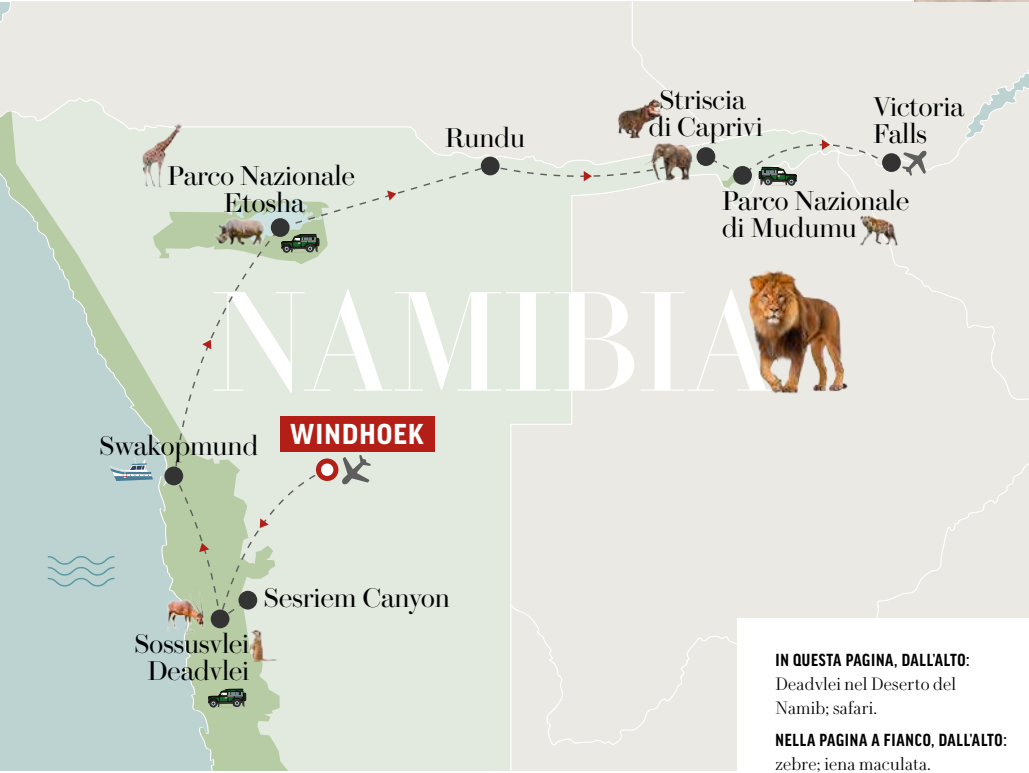 Striscia
di Caprivi
Victoria
Falls
Rundu
Parco Nazionale
Etosha
Parco Nazionale
di Mudumu
NAMIBIA
WINDHOEK
Swakopmund
Sesriem Canyon
Sossusvlei
Deadvlei
IN QUESTA PAGINA, DALL'ALTO:
Deadvlei nel Deserto del
Namib; safari.
NELLA PAGINA A FIANCO, DALL'ALTO:
zebre; iena maculata.